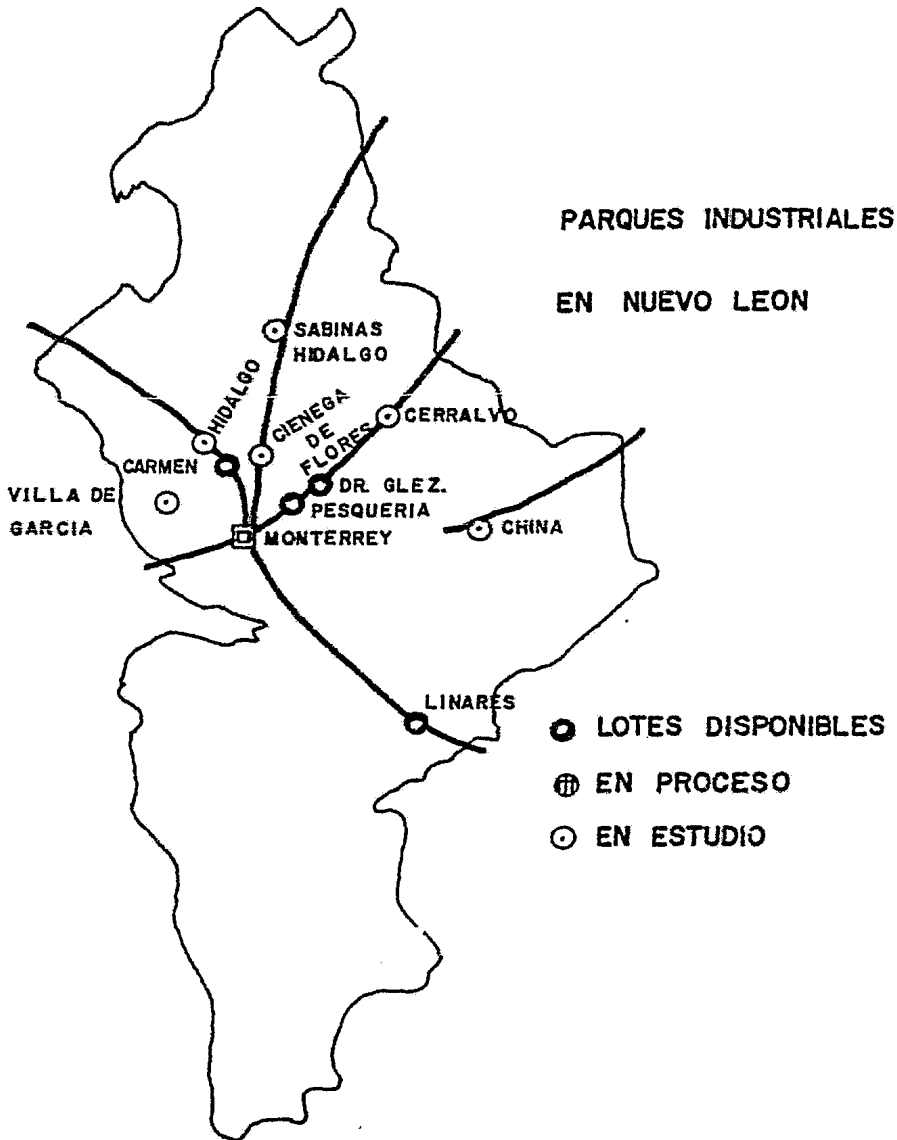 PARQUES INDUSTRIALES
EN NUEVO LEON
SABINAS
HIDALGO
HIDALGO
CIENEGA
DE
FLORES
CERRALVO
CARMEN
VILLA DE
GARCIA
DR. GLEZ.
PESQUERIA
MONTERREY
CHINA
LINARES
LOTES DISPONIBLES
EN PROCESO
EN ESTUDIO